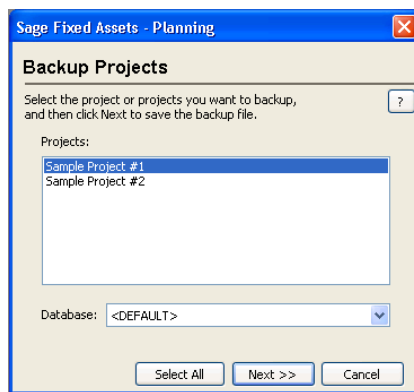 Sage Fixed Assets - Planning
Backup Projects
Select the project or projects you want to backup,
and then click Next to save the backup file.
?
Projects:
Sample Project #1
Sample Project #2
Database: <DEFAULT>
Select All Next >> Cancel